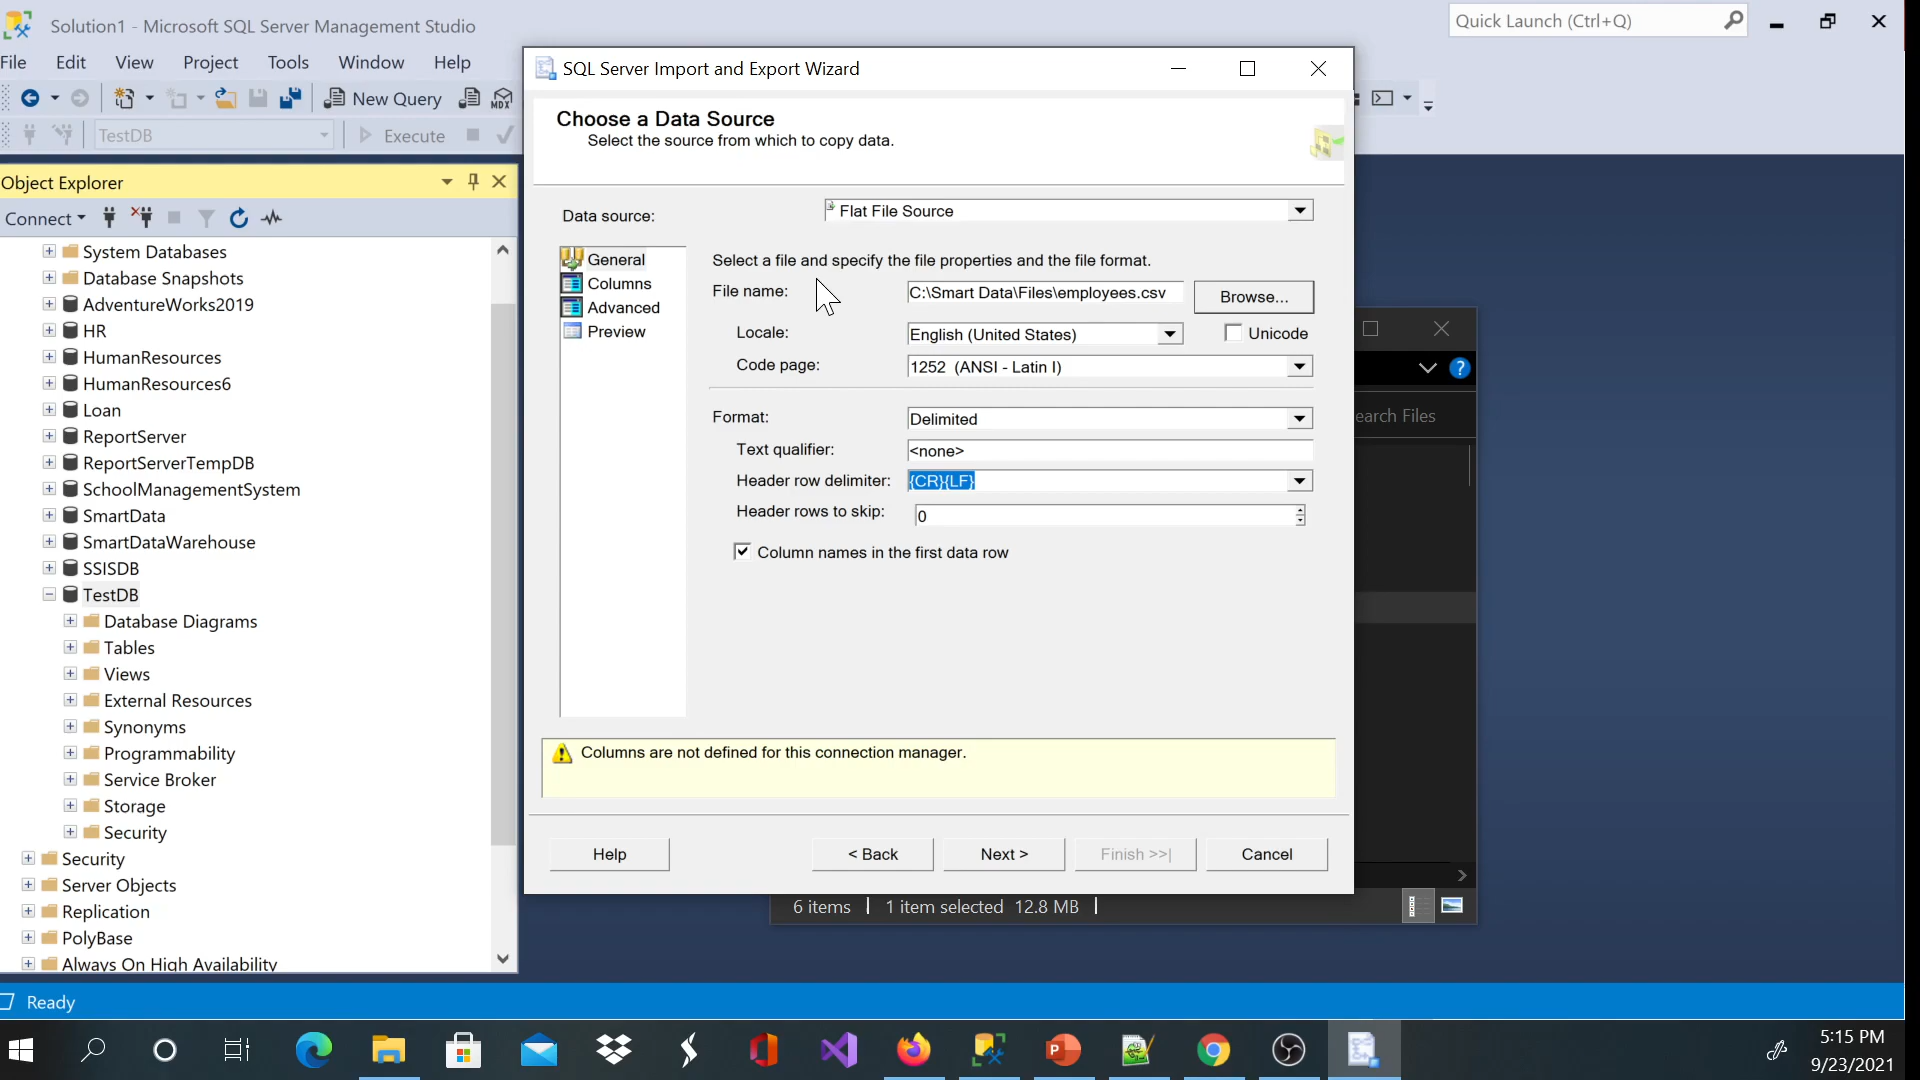 Solution1 - Microsoft SQL Server Management Studio
Quick Launch (Ctrl+Q)
File Edit View Project Tools Window Help
New Query
MDX
TestDB
Execute
Object Explorer
Connect
System Databases
Database Snapshots
AdventureWorks2019
HR
HumanResources
HumanResources6
Loan
ReportServer
ReportServerTempDB
SchoolManagementSystem
SmartData
SmartDataWarehouse
SSISDB
TestDB
Database Diagrams
Tables
Views
External Resources
Synonyms
Programmability
Service Broker
Storage
Security
Security
Server Objects
Replication
PolyBase
Always On High Availability
SQL Server Import and Export Wizard
Choose a Data Source
Select the source from which to copy data.
Data source: Flat File Source
General
Columns
Advanced
Preview
Select a file and specify the file properties and the file format.
File name: C:\Smart Data\Files\employees.csv Browse...
Locale: English (United States) Unicode
Code page: 1252 (ANSI - Latin I)
Format: Delimited
Text qualifier: <none>
Header row delimiter: {CR}{LF}
Header rows to skip: 0
Column names in the first data row
Columns are not defined for this connection manager.
Help < Back Next > Finish >>| Cancel
earch Files
6 items 1 item selected 12.8 MB
Ready
5:15 PM
9/23/2021